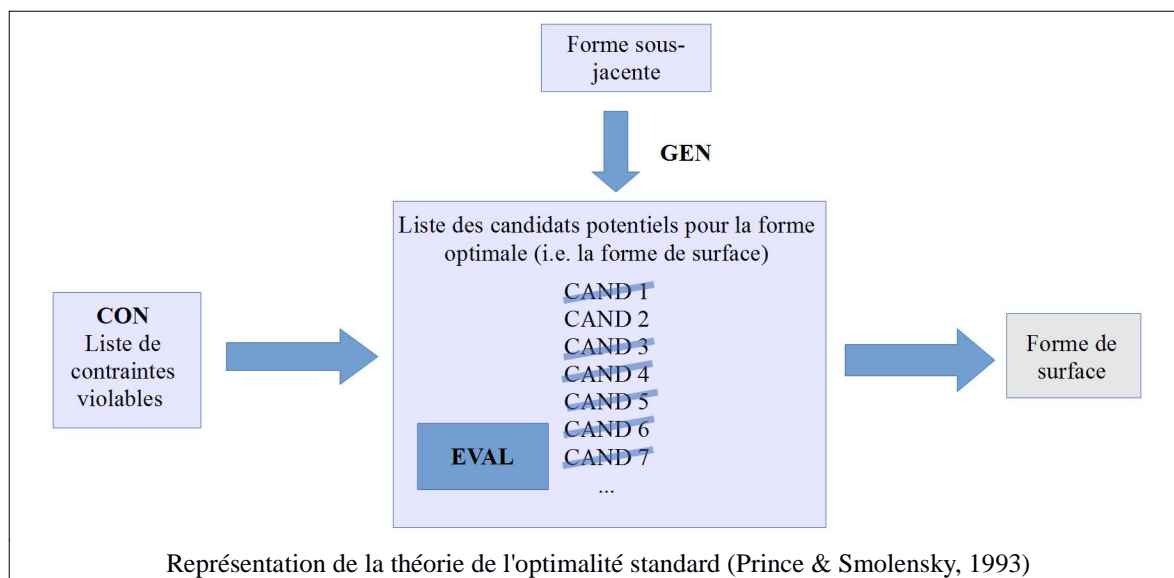 Forme sous-
jacente
GEN
Liste des candidats potentiels pour la forme
optimale (i.e. la forme de surface)
CAND 1
CAND 2
CAND 3
CAND 4
CAND 5
CAND 6
CAND 7
...
EVAL
CON
Liste de
contraintes
violables
Forme de
surface
Représentation de la théorie de l'optimalité standard (Prince & Smolensky, 1993)